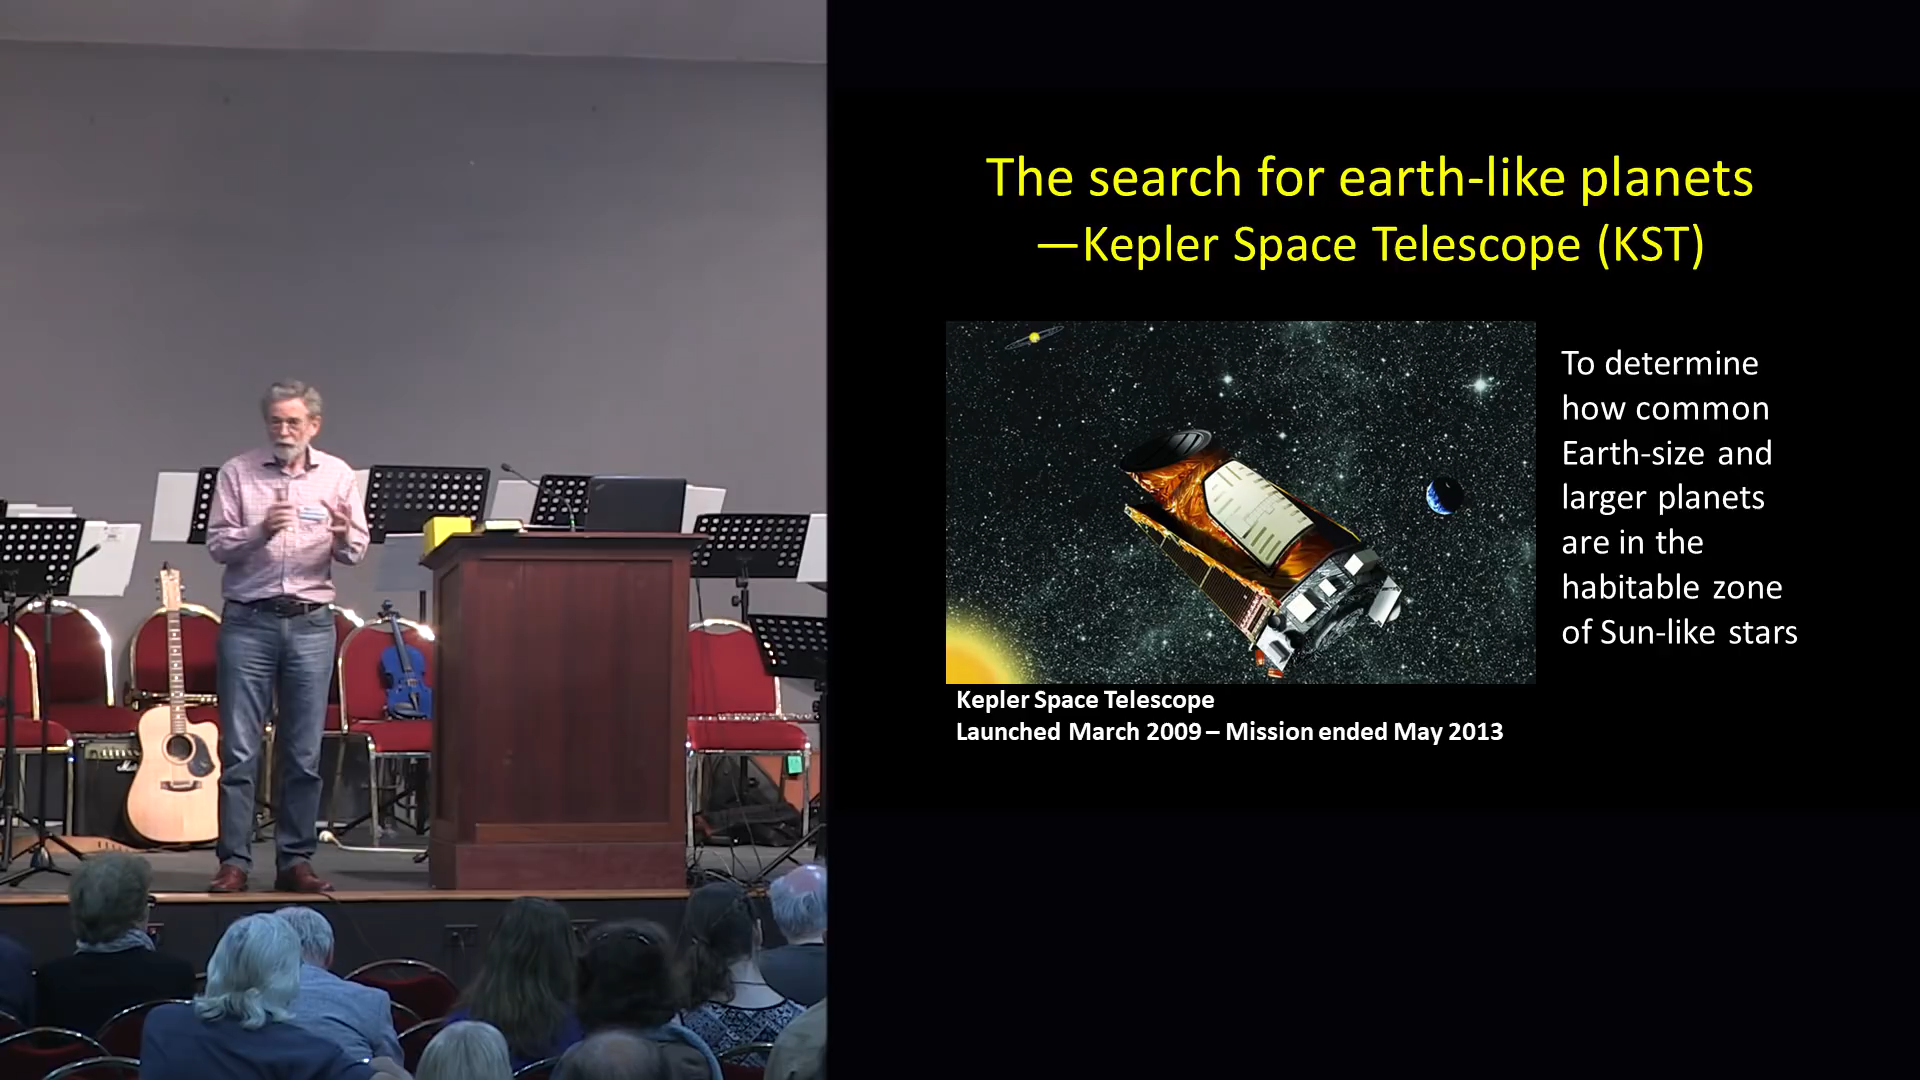 The search for earth-like planets
—Kepler Space Telescope (KST)
To determine
how common
Earth-size and
larger planets
are in the
habitable zone
of Sun-like stars
Kepler Space Telescope
Launched March 2009 – Mission ended May 2013